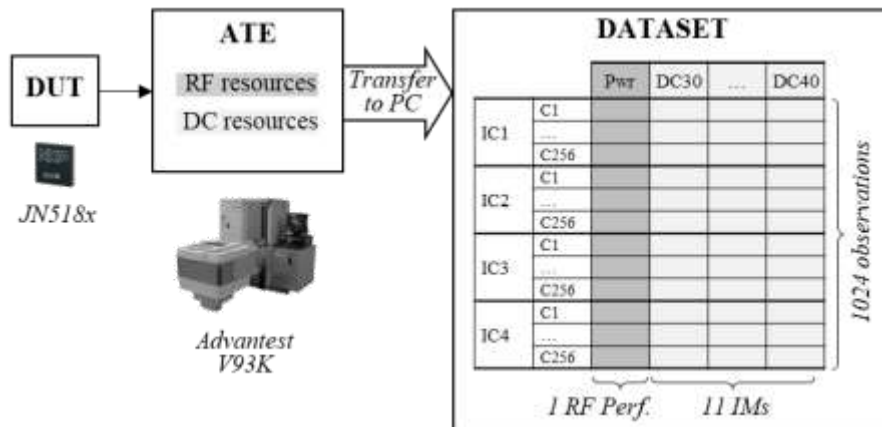 DUT
JN518x
ATE
RF resources
DC resources
Advantest
V93K
Transfer
to PC
DATASET
Pwr DC30 ... DC40
IC1
C1
...
C256
IC2
C1
...
C256
IC3
C1
...
C256
IC4
C1
...
C256
1024 observations
1 RF Perf. 11 IMs